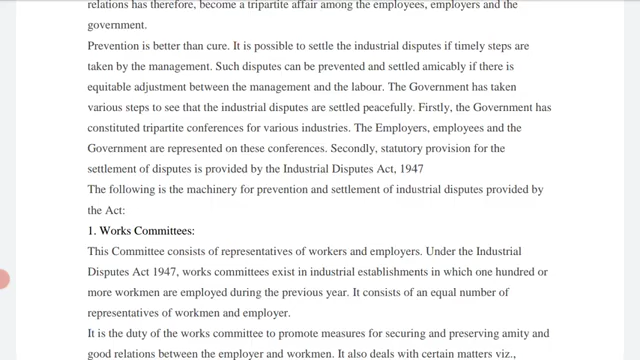 relations has therefore, become a tripartite affair among the employees, employers and the
government.
Prevention is better than cure. It is possible to settle the industrial disputes if timely steps are
taken by the management. Such disputes can be prevented and settled amicably if there is
equitable adjustment between the management and the labour. The Government has taken
various steps to see that the industrial disputes are settled peacefully. Firstly, the Government has
constituted tripartite conferences for various industries. The Employers, employees and the
Government are represented on these conferences. Secondly, statutory provision for the
settlement of disputes is provided by the Industrial Disputes Act, 1947
The following is the machinery for prevention and settlement of industrial disputes provided by
the Act:
1. Works Committees:
This Committee consists of representatives of workers and employers. Under the Industrial
Disputes Act 1947, works committees exist in industrial establishments in which one hundred or
more workmen are employed during the previous year. It consists of an equal number of
representatives of workmen and employer.
It is the duty of the works committee to promote measures for securing and preserving amity and
good relations between the employer and workmen. It also deals with certain matters viz.,